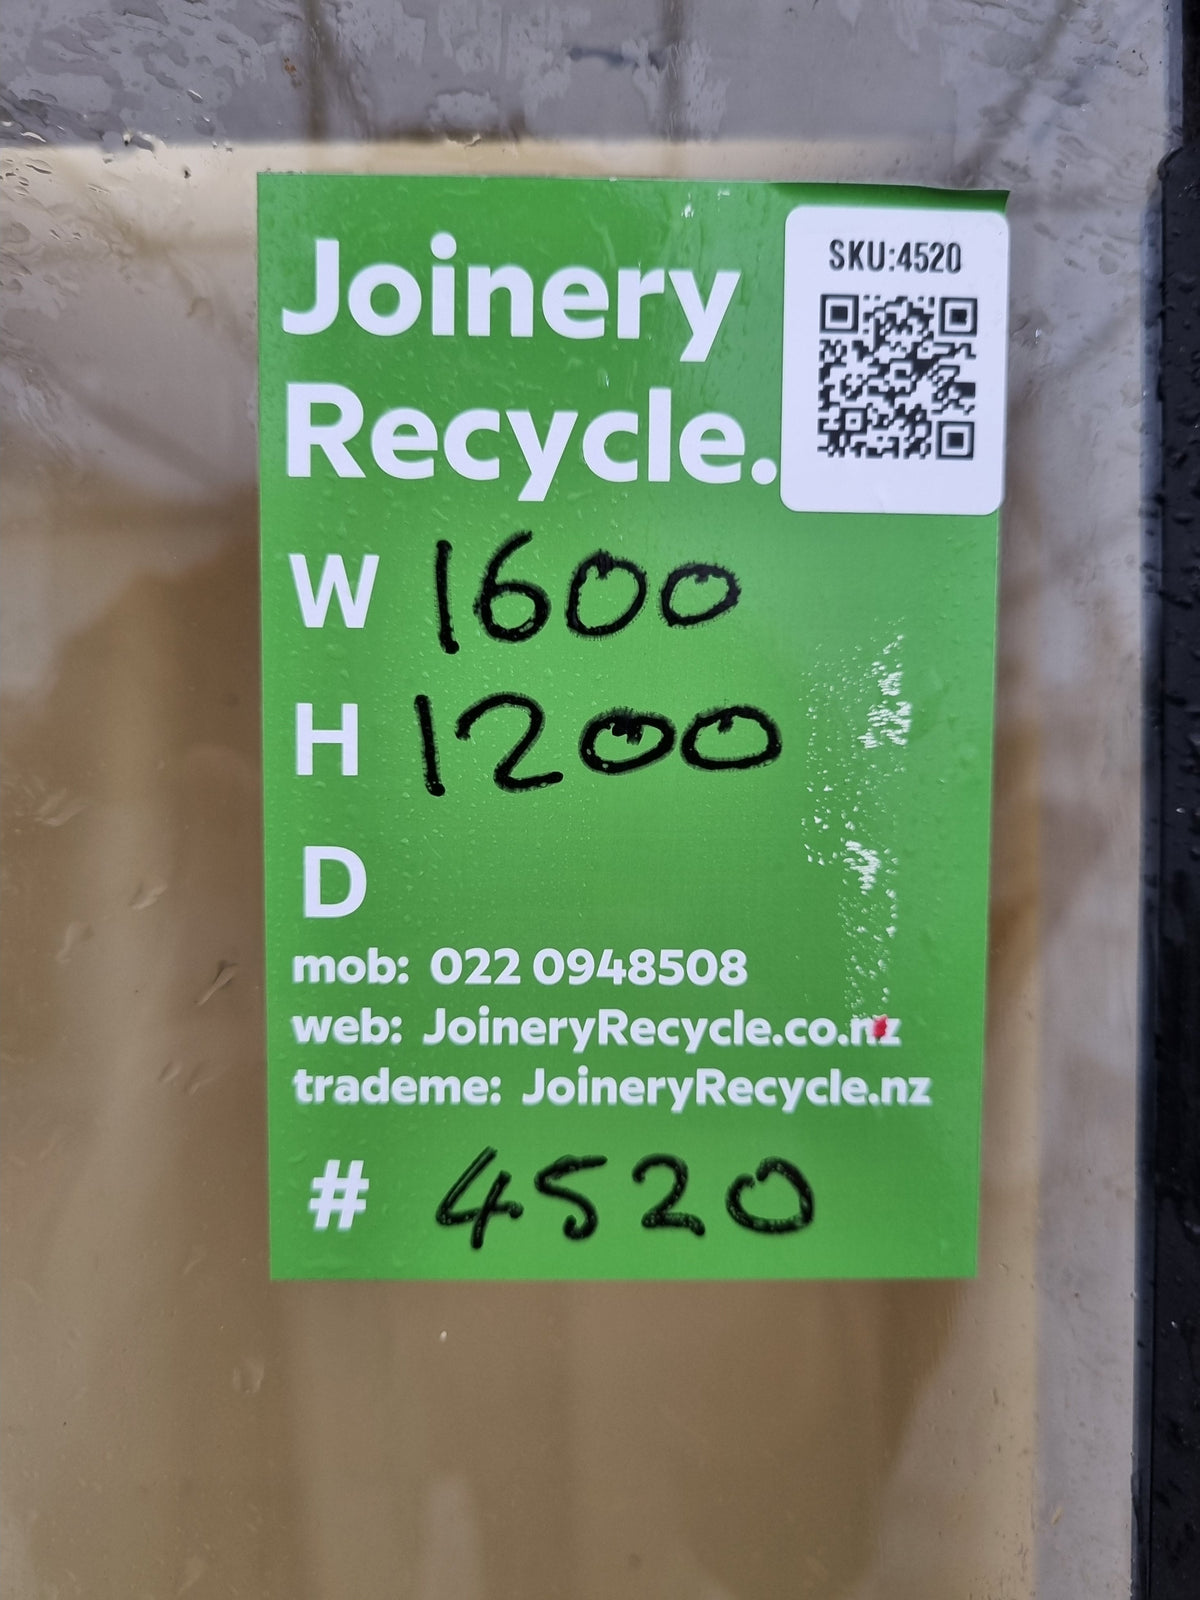 Joinery
Recycle.
SKU:4520
W 1600
H 1200
D
mob: 022 0948508
web: JoineryRecycle.co.nz
trademe: JoineryRecycle.nz
# 4520